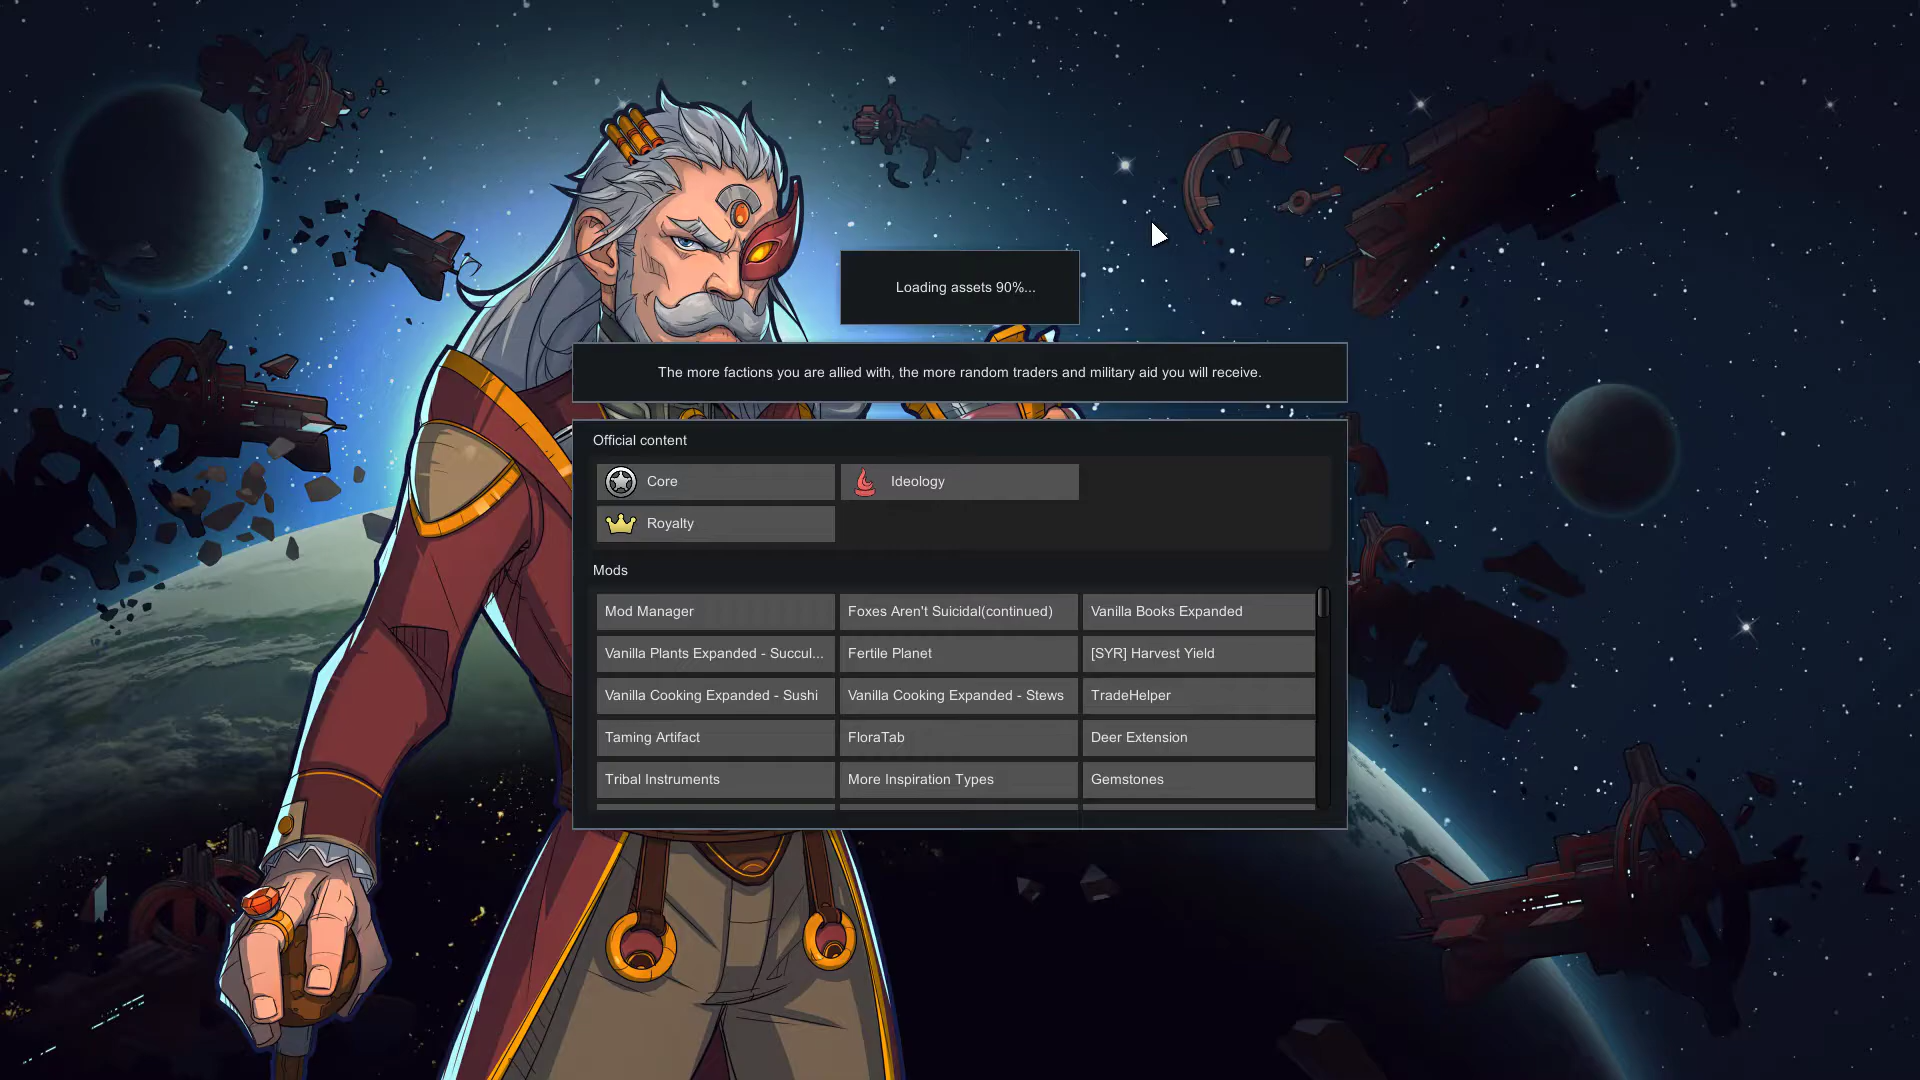 Loading assets 90%...
The more factions you are allied with, the more random traders and military aid you will receive.
Official content
Core
Ideology
Royalty
Mods
Mod Manager
Foxes Aren't Suicidal(continued)
Vanilla Books Expanded
Vanilla Plants Expanded - Succul...
Fertile Planet
[SYR] Harvest Yield
Vanilla Cooking Expanded - Sushi
Vanilla Cooking Expanded - Stews
TradeHelper
Taming Artifact
FloraTab
Deer Extension
Tribal Instruments
More Inspiration Types
Gemstones